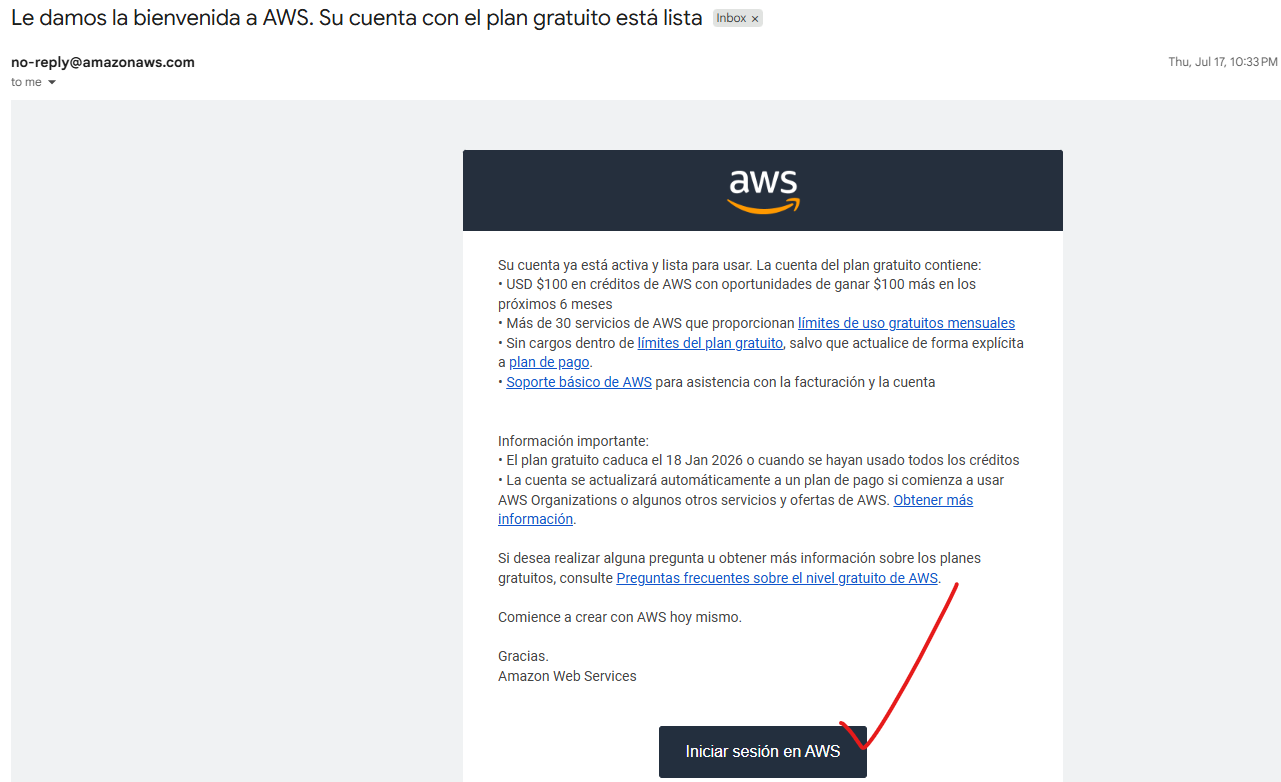 Le damos la bienvenida a AWS. Su cuenta con el plan gratuito está lista Inbox ×
no-reply@amazonaws.com Thu, Jul 17, 10:33 PM
to me
aws
Su cuenta ya está activa y lista para usar. La cuenta del plan gratuito contiene:
• USD $100 en créditos de AWS con oportunidades de ganar $100 más en los
próximos 6 meses
• Más de 30 servicios de AWS que proporcionan límites de uso gratuitos mensuales
• Sin cargos dentro de límites del plan gratuito, salvo que actualice de forma explícita
a plan de pago.
• Soporte básico de AWS para asistencia con la facturación y la cuenta
Información importante:
• El plan gratuito caduca el 18 Jan 2026 o cuando se hayan usado todos los créditos
• La cuenta se actualizará automáticamente a un plan de pago si comienza a usar
AWS Organizations o algunos otros servicios y ofertas de AWS. Obtener más
información.
Si desea realizar alguna pregunta u obtener más información sobre los planes
gratuitos, consulte Preguntas frecuentes sobre el nivel gratuito de AWS.
Comience a crear con AWS hoy mismo.
Gracias.
Amazon Web Services
Iniciar sesión en AWS